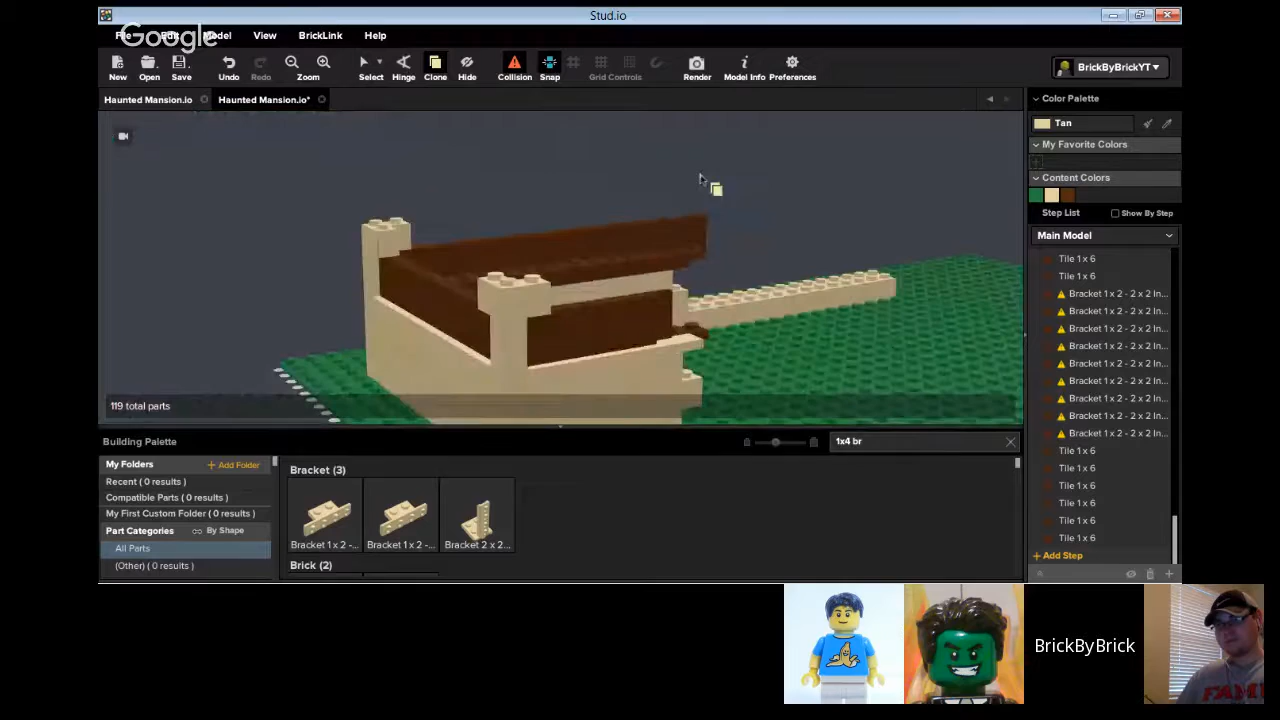 Stud.io
Google
File Edit Model View BrickLink Help
New Open Save Undo Redo Zoom Select Hinge Clone Hide Collision Snap Grid Controls Render Model Info Preferences
BrickByBrickYT
Haunted Mansion.io
Haunted Mansion.io*
Color Palette
Tan
My Favorite Colors
Content Colors
Step List
Show By Step
Main Model
Tile 1 x 6
Tile 1 x 6
Bracket 1 x 2 - 2 x 2 In...
Bracket 1 x 2 - 2 x 2 In...
Bracket 1 x 2 - 2 x 2 In...
Bracket 1 x 2 - 2 x 2 In...
Bracket 1 x 2 - 2 x 2 In...
Bracket 1 x 2 - 2 x 2 In...
Bracket 1 x 2 - 2 x 2 In...
Bracket 1 x 2 - 2 x 2 In...
Bracket 1 x 2 - 2 x 2 In...
Tile 1 x 6
Tile 1 x 6
Tile 1 x 6
Tile 1 x 6
Tile 1 x 6
Tile 1 x 6
+ Add Step
119 total parts
Building Palette
1x4 br
My Folders
+ Add Folder
Recent ( 0 results )
Compatible Parts ( 0 results )
My First Custom Folder ( 0 results )
Part Categories
By Shape
All Parts
(Other) ( 0 results )
Bracket (3)
Bracket 1 x 2 -...
Bracket 1 x 2 -...
Bracket 2 x 2...
Brick (2)
BrickByBrick